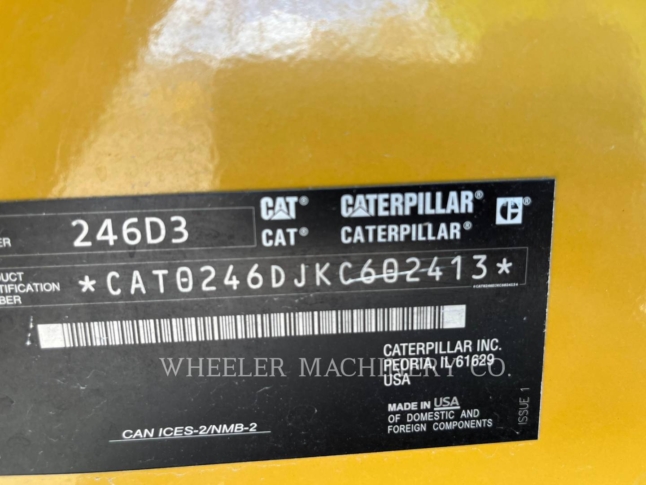 246D3
CAT® CATERPILLAR® C®
CAT® CATERPILLAR®
*CAT0246DJKC602413*
CATERPILLAR INC.
PEORIA, IL 61629
USA
WHEELER MACHINERY CO.
MADE IN USA
OF DOMESTIC AND
FOREIGN COMPONENTS
CAN ICES-2/NMB-2
ISSUE 1